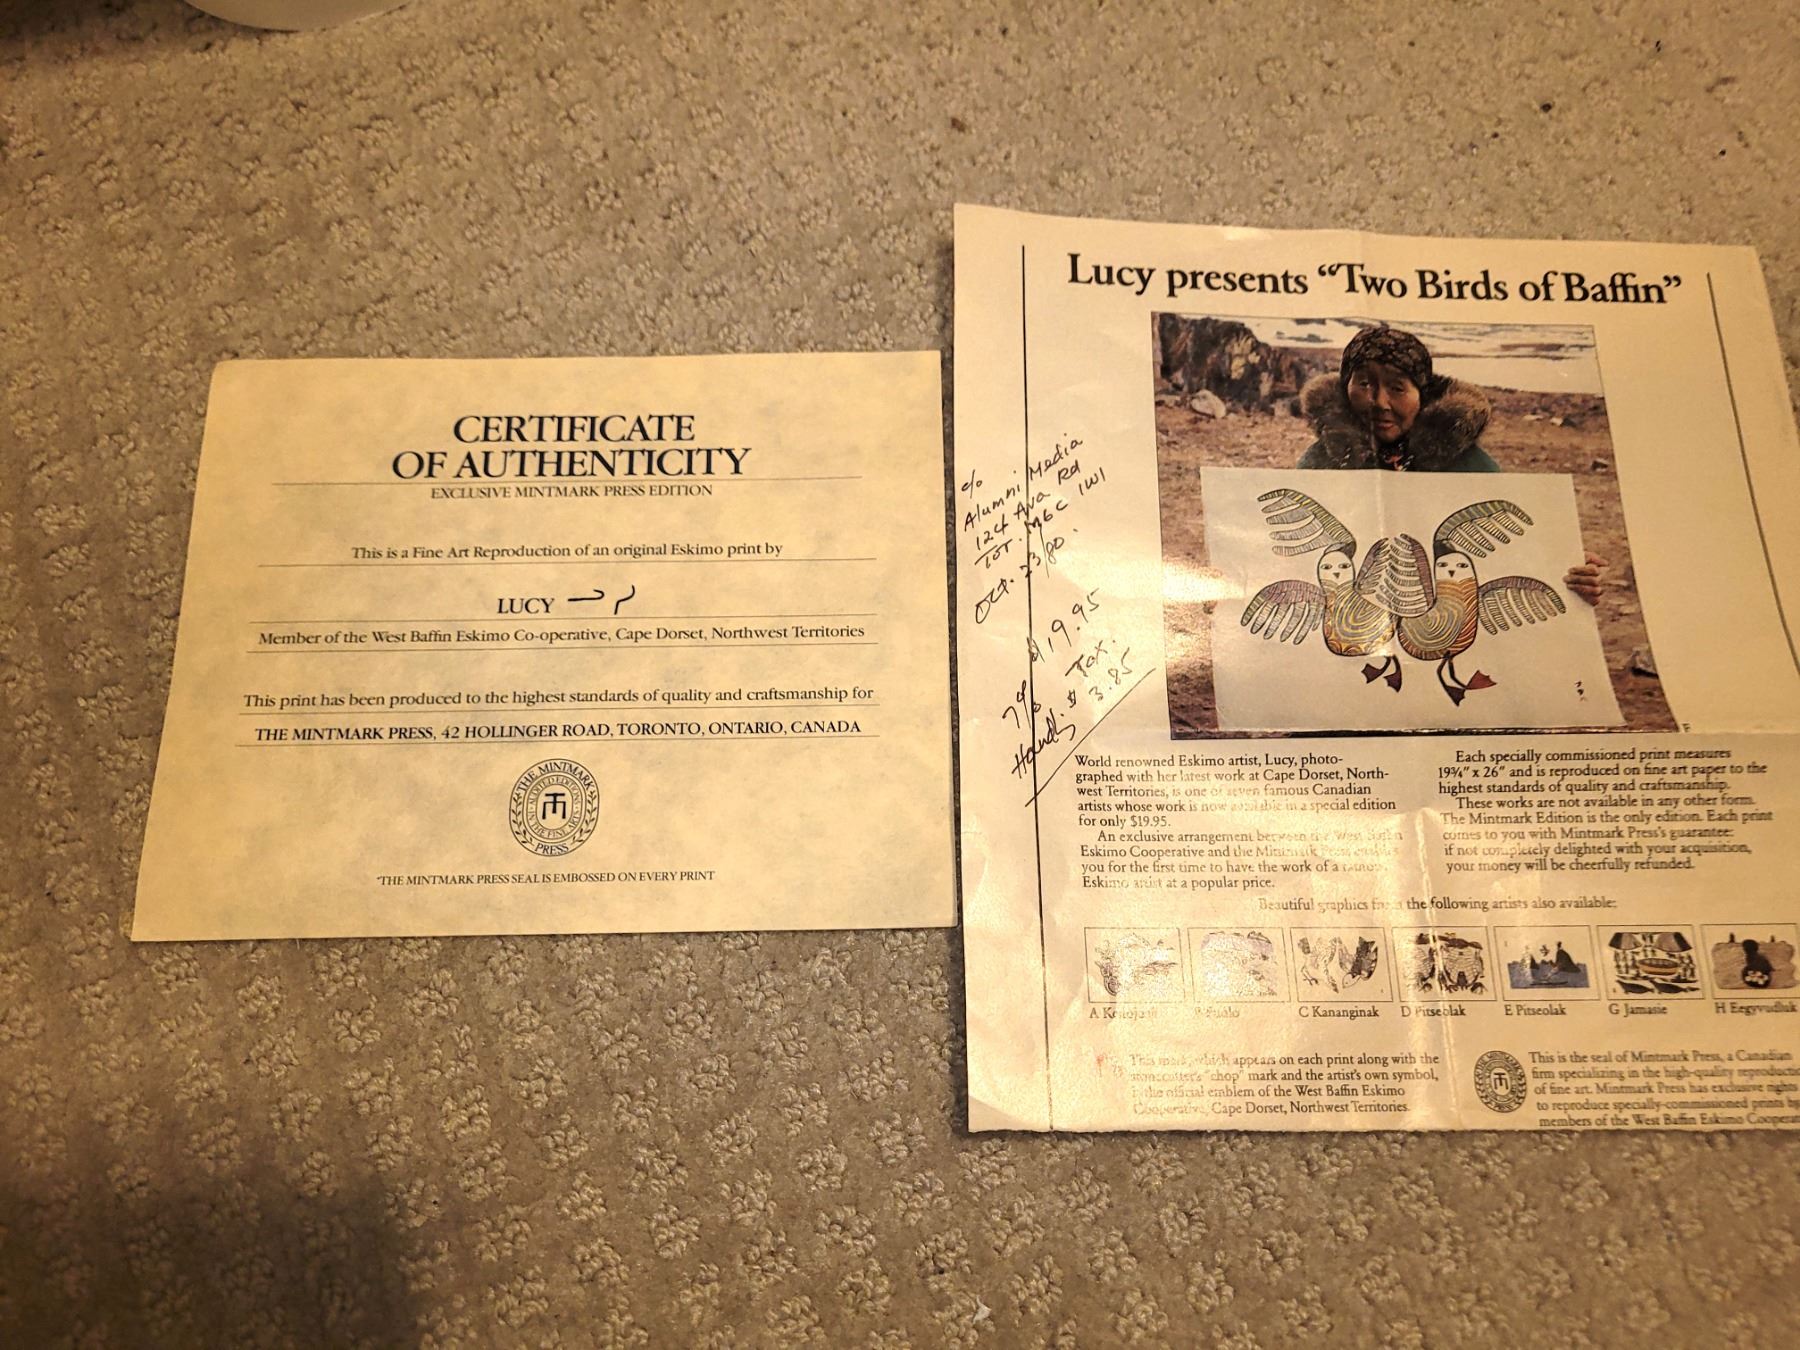 CERTIFICATE
OF AUTHENTICITY
EXCLUSIVE MINTMARK PRESS EDITION
This is a Fine Art Reproduction of an original Eskimo print by
LUCY ᓗᓯ
Member of the West Baffin Eskimo Co-operative, Cape Dorset, Northwest Territories
This print has been produced to the highest standards of quality and craftsmanship for
THE MINTMARK PRESS, 42 HOLLINGER ROAD, TORONTO, ONTARIO, CANADA
THE MINTMARK
PRESS
*THE MINTMARK PRESS SEAL IS EMBOSSED ON EVERY PRINT
Lucy presents “Two Birds of Baffin”
c/o
Alumni Media
124 Ava Rd
Tor. M6C 1W1
Oct. 23/80.
$19.95
7% Tax.
Handlg $3.85
World renowned Eskimo artist, Lucy, photo-
graphed with her latest work at Cape Dorset, North-
west Territories, is one of seven famous Canadian
artists whose work is now available in a special edition
for only $19.95.
An exclusive arrangement between the West Baffin
Eskimo Cooperative and the Mintmark Press enables
you for the first time to have the work of a famous
Eskimo artist at a popular price.
F
Each specially commissioned print measures
19¾" x 26" and is reproduced on fine art paper to the
highest standards of quality and craftsmanship.
These works are not available in any other form.
The Mintmark Edition is the only edition. Each print
comes to you with Mintmark Press's guarantee:
if not completely delighted with your acquisition,
your money will be cheerfully refunded.
Beautiful graphics from the following artists also available:
A Kenojuak
C Kananginak
D Pitseolak
E Pitseolak
G Jamasie
H Eegyvudluk
This mark, which appears on each print along with the
stonecutter's "chop" mark and the artist's own symbol,
is the official emblem of the West Baffin Eskimo
Cooperative, Cape Dorset, Northwest Territories.
This is the seal of Mintmark Press, a Canadian
firm specializing in the high-quality reproductio
of fine art. Mintmark Press has exclusive rights
to reproduce specially-commissioned prints by
members of the West Baffin Eskimo Cooperat